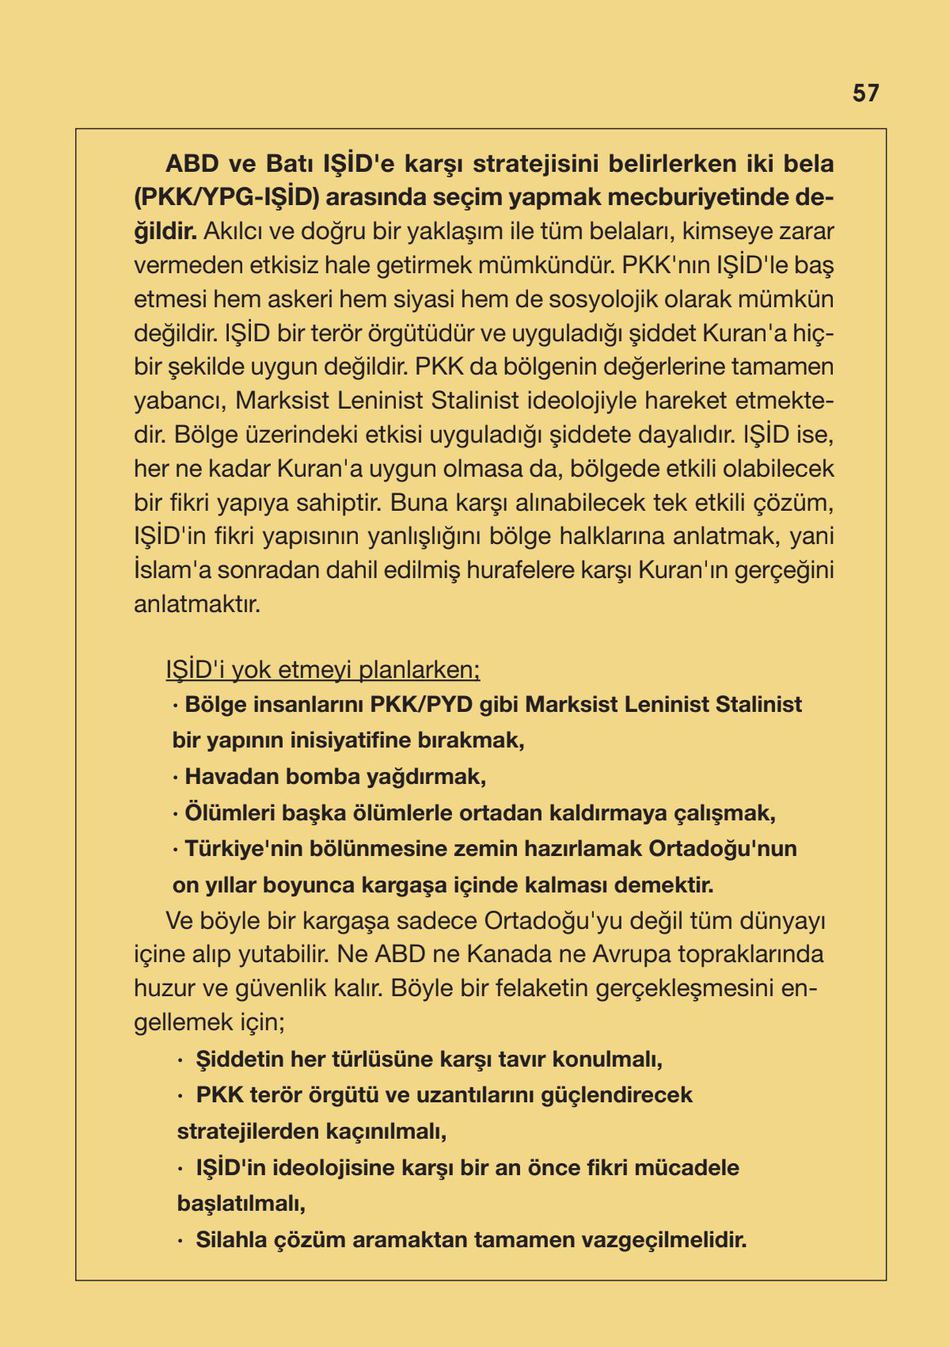 57
ABD ve Batı IŞİD'e karşı stratejisini belirlerken iki bela
(PKK/YPG-IŞİD) arasında seçim yapmak mecburiyetinde de-
ğildir. Akılcı ve doğru bir yaklaşım ile tüm belaları, kimseye zarar
vermeden etkisiz hale getirmek mümkündür. PKK'nın IŞİD'le baş
etmesi hem askeri hem siyasi hem de sosyolojik olarak mümkün
değildir. IŞİD bir terör örgütüdür ve uyguladığı şiddet Kuran'a hiç-
bir şekilde uygun değildir. PKK da bölgenin değerlerine tamamen
yabancı, Marksist Leninist Stalinist ideolojiyle hareket etmekte-
dir. Bölge üzerindeki etkisi uyguladığı şiddete dayalıdır. IŞİD ise,
her ne kadar Kuran'a uygun olmasa da, bölgede etkili olabilecek
bir fikri yapıya sahiptir. Buna karşı alınabilecek tek etkili çözüm,
IŞİD'in fikri yapısının yanlışlığını bölge halklarına anlatmak, yani
İslam'a sonradan dahil edilmiş hurafelere karşı Kuran'ın gerçeğini
anlatmaktır.
IŞİD'i yok etmeyi planlarken;
· Bölge insanlarını PKK/PYD gibi Marksist Leninist Stalinist
bir yapının inisiyatifine bırakmak,
· Havadan bomba yağdırmak,
· Ölümleri başka ölümlerle ortadan kaldırmaya çalışmak,
· Türkiye'nin bölünmesine zemin hazırlamak Ortadoğu'nun
on yıllar boyunca kargaşa içinde kalması demektir.
Ve böyle bir kargaşa sadece Ortadoğu'yu değil tüm dünyayı
içine alıp yutabilir. Ne ABD ne Kanada ne Avrupa topraklarında
huzur ve güvenlik kalır. Böyle bir felaketin gerçekleşmesini en-
gellemek için;
· Şiddetin her türlüsüne karşı tavır konulmalı,
· PKK terör örgütü ve uzantılarını güçlendirecek
stratejilerden kaçınılmalı,
· IŞİD'in ideolojisine karşı bir an önce fikri mücadele
başlatılmalı,
· Silahla çözüm aramaktan tamamen vazgeçilmelidir.